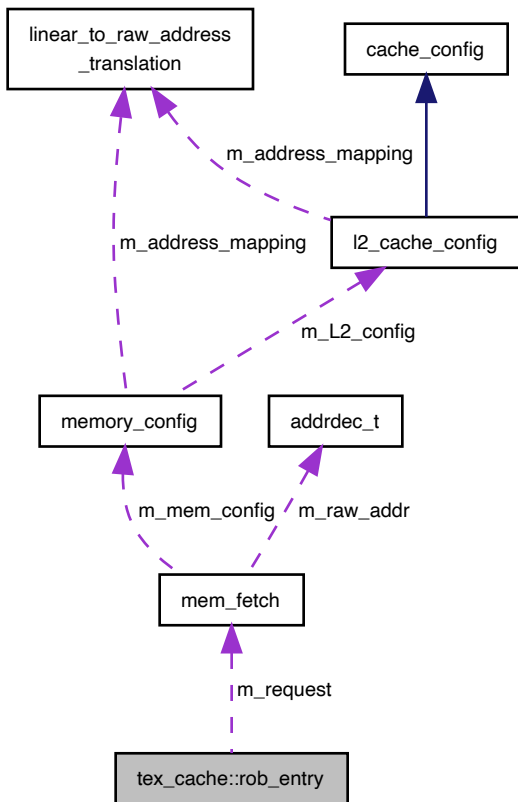 linear_to_raw_address
_translation
cache_config
m_address_mapping
l2_cache_config
m_address_mapping
m_L2_config
memory_config
addrdec_t
m_mem_config
m_raw_addr
mem_fetch
m_request
tex_cache::rob_entry